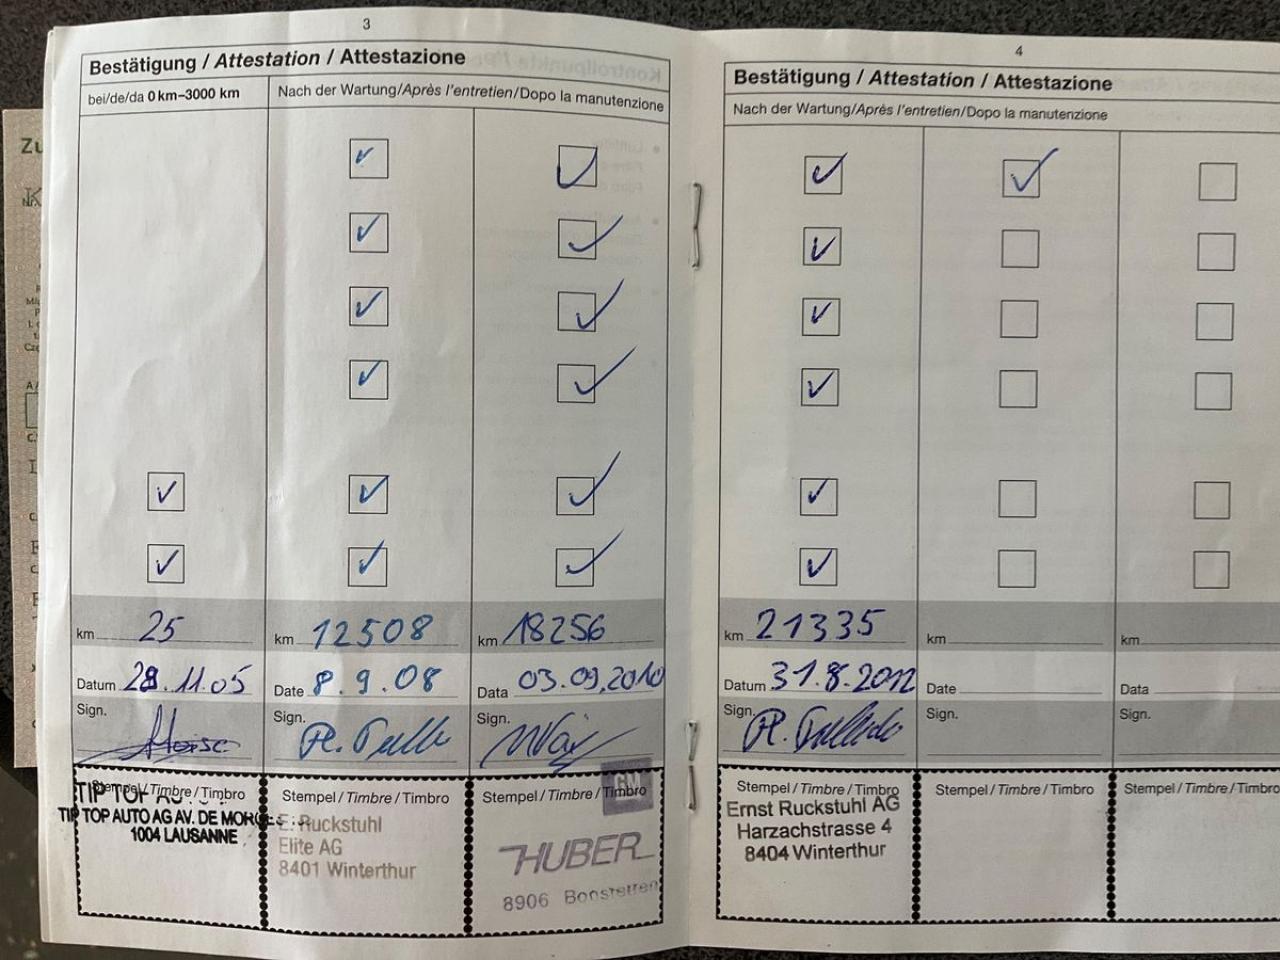 3
Bestätigung / Attestation / Attestazione
bei/de/da 0 km–3000 km
Nach der Wartung/Après l'entretien/Dopo la manutenzione
km 25
km 12508
km 18256
Datum 28.11.05
Date 8.9.08
Data 03.09.2010
Sign.
Sign.
Sign.
Stempel / Timbre / Timbro
Stempel / Timbre / Timbro
Stempel / Timbre / Timbro
TIP TOP
TIP TOP AUTO AG AV. DE MORGES
1004 LAUSANNE
E. Ruckstuhl
Elite AG
8401 Winterthur
GM
HUBER
8906 Bonstetten
4
Bestätigung / Attestation / Attestazione
Nach der Wartung/Après l'entretien/Dopo la manutenzione
km 21335
km
km
Datum 31.8.2012
Date
Data
Sign.
Sign.
Sign.
Stempel / Timbre / Timbro
Stempel / Timbre / Timbro
Stempel / Timbre / Timbro
Ernst Ruckstuhl AG
Harzachstrasse 4
8404 Winterthur
Zu